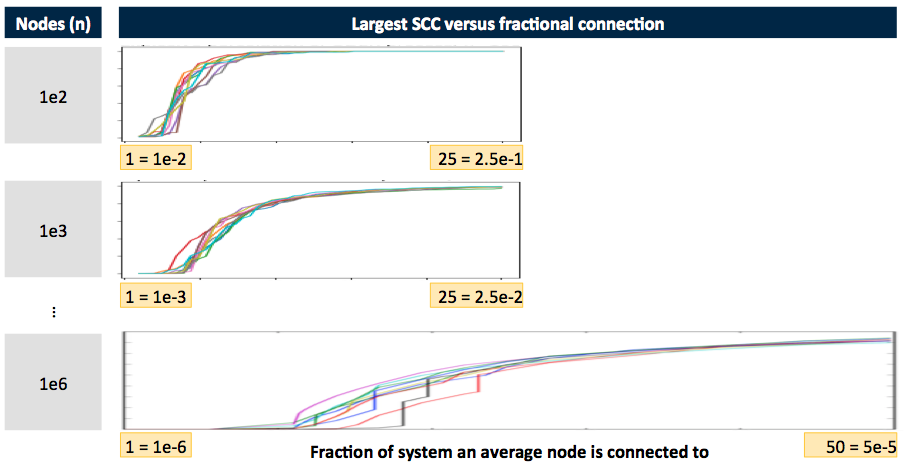 Nodes (n) Largest SCC versus fractional connection
1e2
1 = 1e-2 25 = 2.5e-1
1e3
1 = 1e-3 25 = 2.5e-2
⋮
1e6
1 = 1e-6 50 = 5e-5
Fraction of system an average node is connected to